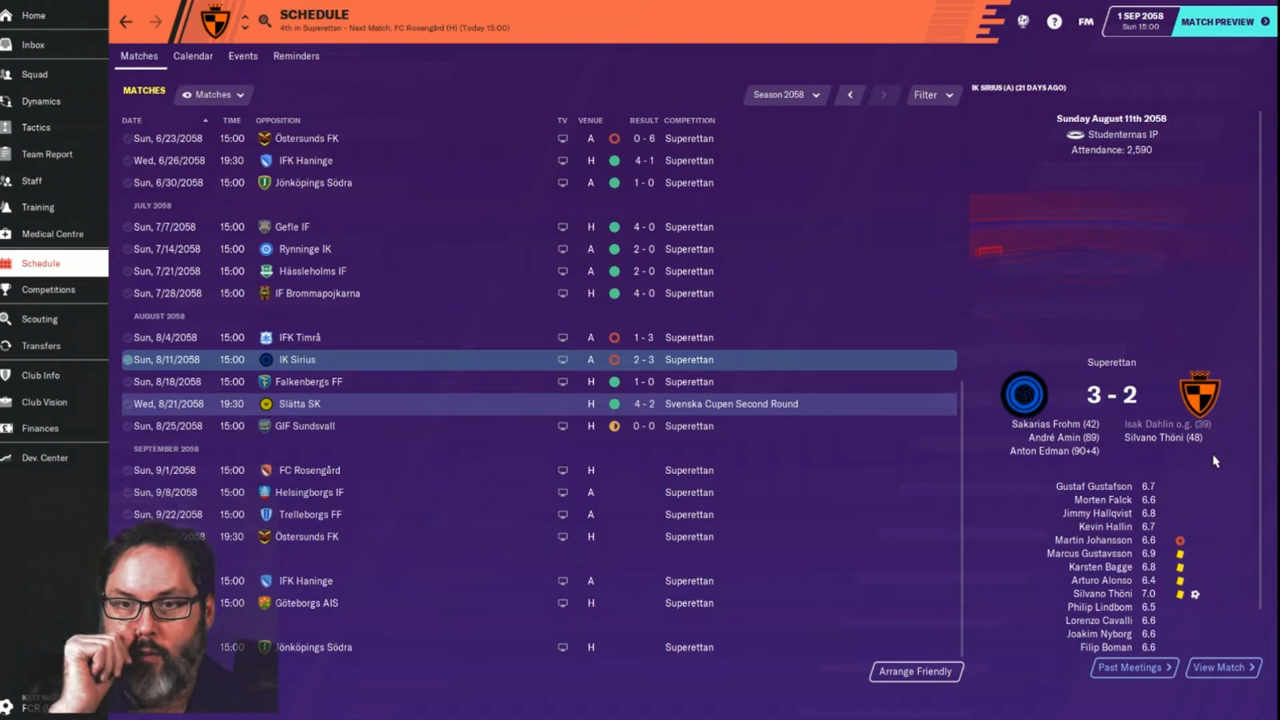 Home
SCHEDULE
4th in Superettan - Next Match: FC Rosengård (H) (Today 15:00)
FM
1 SEP 2058
Sun 15:00
MATCH PREVIEW
Inbox
Matches Calendar Events Reminders
Squad
MATCHES Matches Season 2058 Filter IK SIRIUS (A) (21 DAYS AGO)
Dynamics
DATE TIME OPPOSITION TV VENUE RESULT COMPETITION
Sunday August 11th 2058
Tactics
Sun, 6/23/2058 15:00 Östersunds FK A 0 - 6 Superettan
Studenternas IP
Team Report
Sun, 6/26/2058 19:30 IFK Haninge H 4 - 1 Superettan
Attendance: 2,590
Staff
Sun, 6/30/2058 15:00 Jönköpings Södra A 1 - 0 Superettan
Training
JULY 2058
Sun, 7/7/2058 15:00 Gefle IF H 4 - 0 Superettan
Medical Centre
Sun, 7/14/2058 15:00 Rynninge IK A 2 - 0 Superettan
Schedule
Sun, 7/21/2058 15:00 Hässleholms IF A 2 - 0 Superettan
Competitions
Sun, 7/28/2058 15:00 IF Brommapojkarna H 4 - 0 Superettan
Scouting
AUGUST 2058
Sun, 8/4/2058 15:00 IFK Timrå A 1 - 3 Superettan
Transfers
Sun, 8/11/2058 15:00 IK Sirius A 2 - 3 Superettan
Superettan
Club Info
Sun, 8/18/2058 15:00 Falkenbergs FF H 1 - 0 Superettan
3 - 2
Club Vision
Wed, 8/21/2058 19:30 Slätta SK H 4 - 2 Svenska Cupen Second Round
Finances
Sun, 8/25/2058 15:00 GIF Sundsvall H 0 - 0 Superettan
Sakarias Frohm (42) Isak Dahlin o.g. (39)
André Amin (89) Silvano Thöni (48)
Anton Edman (90+4)
Dev. Center
SEPTEMBER 2058
Sun, 9/1/2058 15:00 FC Rosengård H Superettan
Sun, 9/8/2058 15:00 Helsingborgs IF A Superettan
Sun, 9/22/2058 15:00 Trelleborgs FF A Superettan
19:30 Östersunds FK H Superettan
15:00 IFK Haninge A Superettan
15:00 Göteborgs AIS H Superettan
15:00 Jönköpings Södra H Superettan
Gustaf Gustafson 6.7
Morten Falck 6.6
Jimmy Hallqvist 6.8
Kevin Hallin 6.7
Martin Johansson 6.6
Marcus Gustavsson 6.9
Karsten Bagge 6.8
Arturo Alonso 6.4
Silvano Thöni 7.0
Philip Lindbom 6.5
Lorenzo Cavalli 6.6
Joakim Nyborg 6.6
Filip Boman 6.6
Arrange Friendly
Past Meetings
View Match